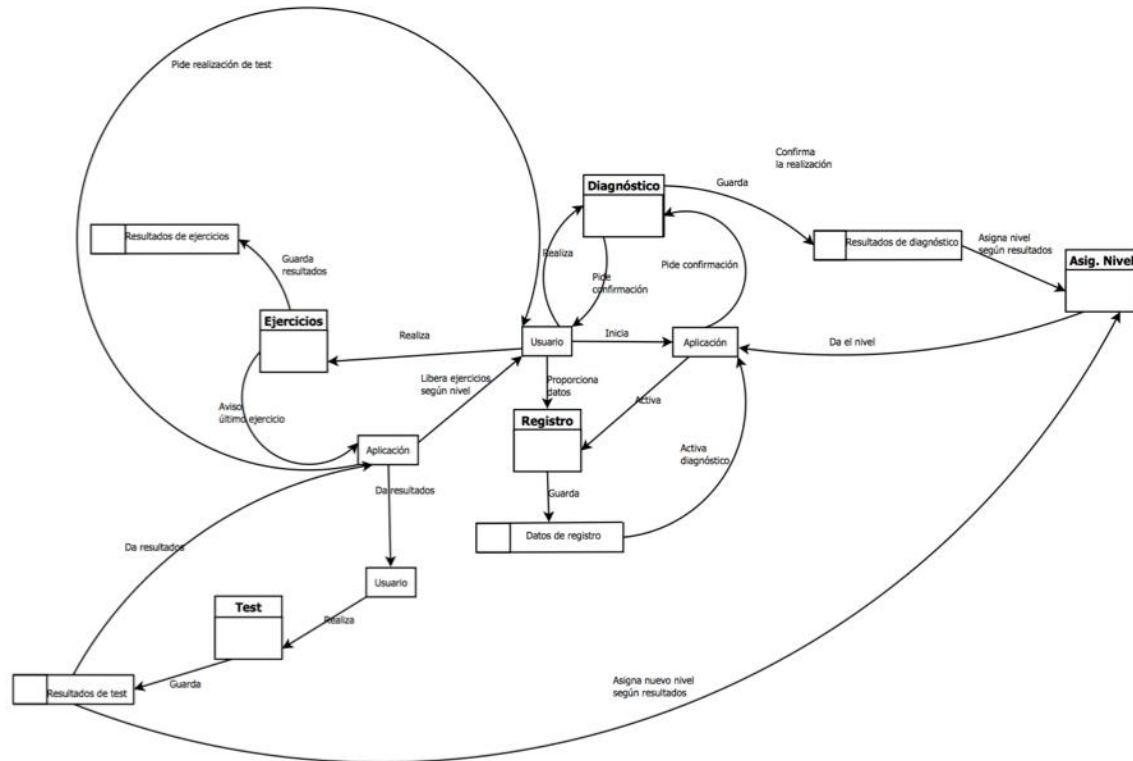 Pide realización de test
Confirma
la realización
Diagnóstico
Guarda
Resultados de ejercicios
Resultados de diagnóstico
Asigna nivel
según resultados
Asig. Nivel
Realiza
Pide confirmación
Guarda
resultados
Pide
confirmación
Ejercicios
Realiza
Usuario
Inicia
Aplicación
Da el nivel
Libera ejercicios
según nivel
Proporciona
datos
Activa
Aviso
último ejercicio
Registro
Aplicación
Activa
diagnóstico
Da resultados
Guarda
Datos de registro
Da resultados
Usuario
Test
Realiza
Guarda
Resultados de test
Asigna nuevo nivel
según resultados